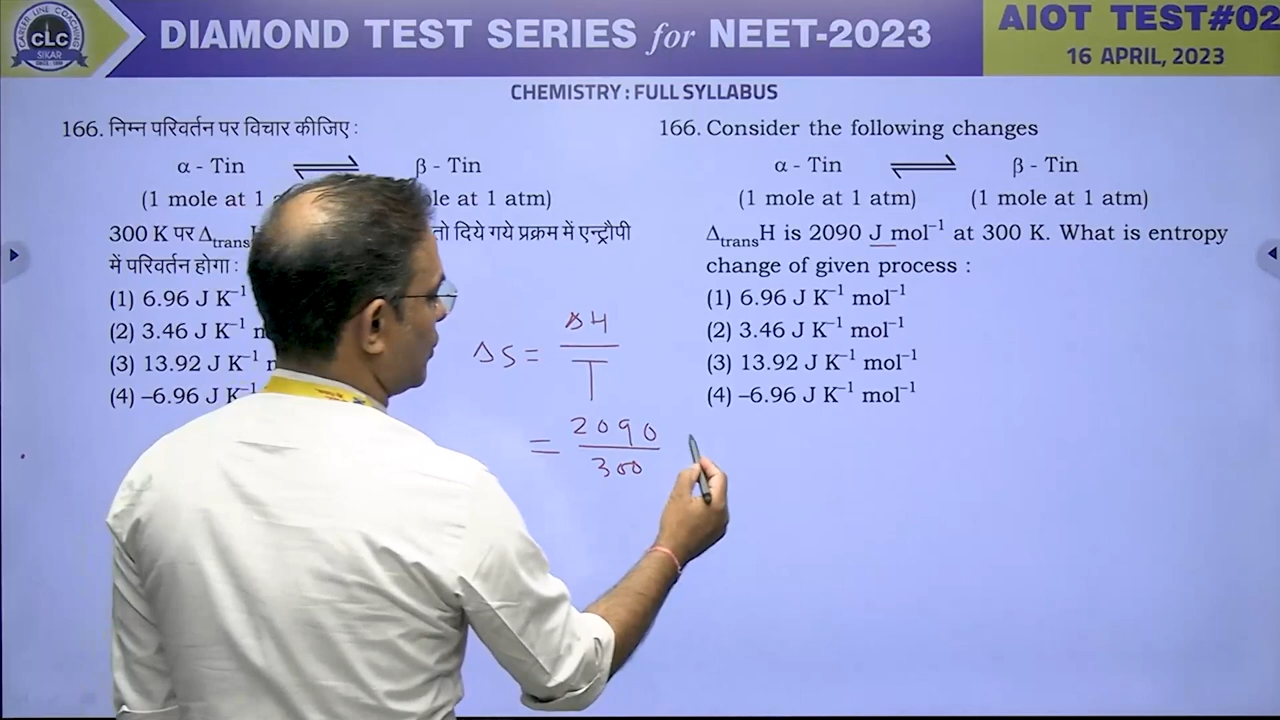 CAREER LINE COACHING
CLC
SIKAR
DIAMOND TEST SERIES for NEET-2023
AIOT TEST#02
16 APRIL, 2023
CHEMISTRY : FULL SYLLABUS
166. निम्न परिवर्तन पर विचार कीजिए :
α - Tin ⇌ β - Tin
(1 mole at 1 le at 1 atm)
300 K पर Δtrans तो दिये गये प्रक्रम में एन्ट्रौपी
में परिवर्तन होगा :
(1) 6.96 J K⁻¹
(2) 3.46 J K⁻¹
(3) 13.92 J K⁻¹
(4) –6.96 J K⁻¹
166. Consider the following changes
α - Tin ⇌ β - Tin
(1 mole at 1 atm) (1 mole at 1 atm)
ΔtransH is 2090 J mol⁻¹ at 300 K. What is entropy
change of given process :
(1) 6.96 J K⁻¹ mol⁻¹
(2) 3.46 J K⁻¹ mol⁻¹
(3) 13.92 J K⁻¹ mol⁻¹
(4) –6.96 J K⁻¹ mol⁻¹
ΔS = ΔH / T
= 2090 / 300